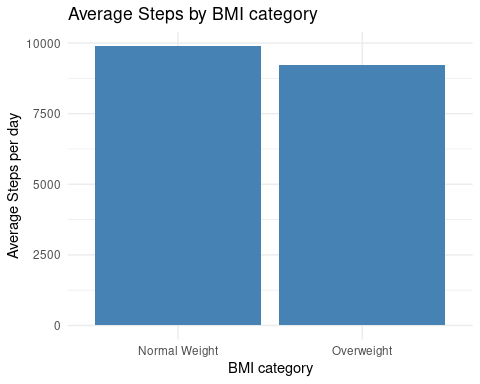 Average Steps by BMI category
Average Steps per day
10000
7500
5000
2500
0
Normal Weight
Overweight
BMI category